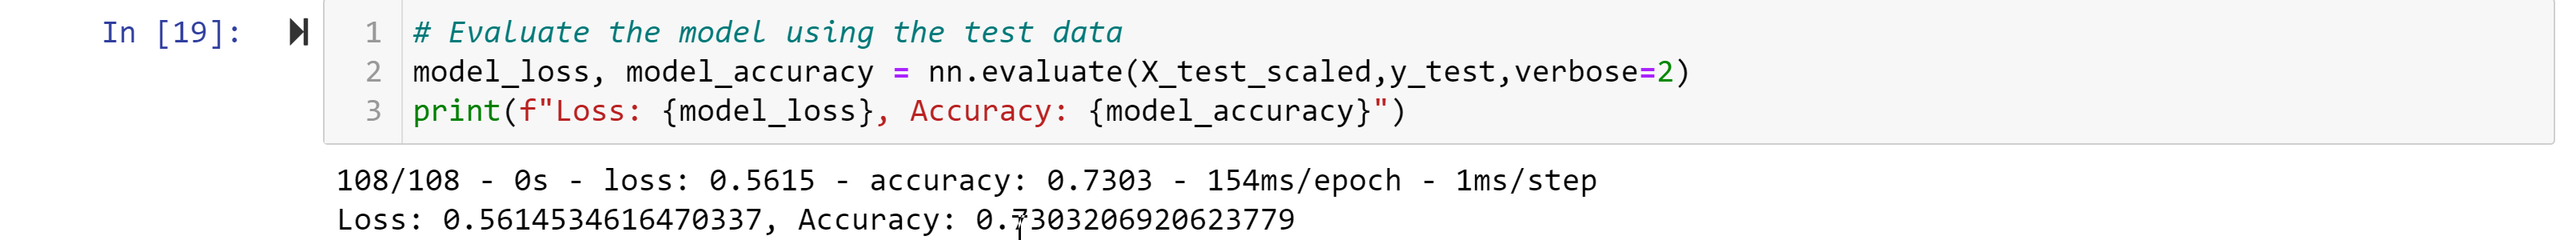 In [19]:
1 # Evaluate the model using the test data
2 model_loss, model_accuracy = nn.evaluate(X_test_scaled,y_test,verbose=2)
3 print(f"Loss: {model_loss}, Accuracy: {model_accuracy}")
108/108 - 0s - loss: 0.5615 - accuracy: 0.7303 - 154ms/epoch - 1ms/step
Loss: 0.5614534616470337, Accuracy: 0.7303206920623779